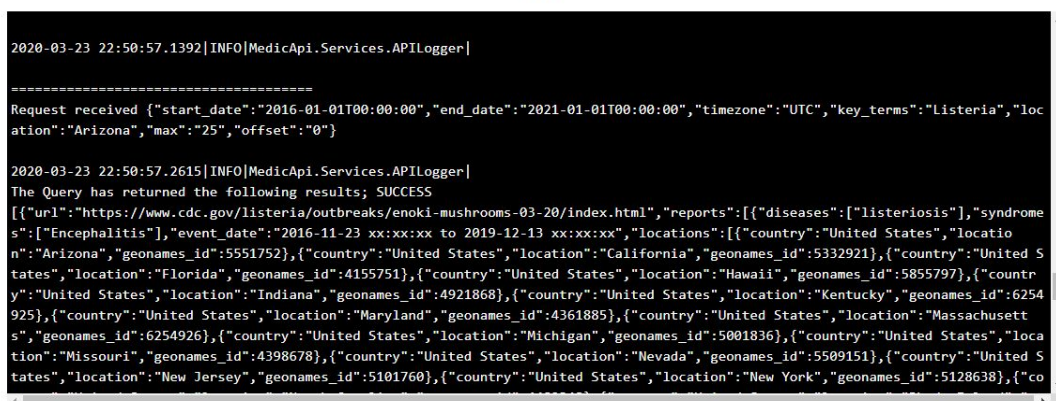 2020-03-23 22:50:57.1392|INFO|MedicApi.Services.APILogger|
======================================
Request received {"start_date":"2016-01-01T00:00:00","end_date":"2021-01-01T00:00:00","timezone":"UTC","key_terms":"Listeria","loc
ation":"Arizona","max":"25","offset":"0"}
2020-03-23 22:50:57.2615|INFO|MedicApi.Services.APILogger|
The Query has returned the following results; SUCCESS
[{"url":"https://www.cdc.gov/listeria/outbreaks/enoki-mushrooms-03-20/index.html","reports":[{"diseases":["listeriosis"],"syndrome
s":["Encephalitis"],"event_date":"2016-11-23 xx:xx:xx to 2019-12-13 xx:xx:xx","locations":[{"country":"United States","locatio
n":"Arizona","geonames_id":5551752},{"country":"United States","location":"California","geonames_id":5332921},{"country":"United S
tates","location":"Florida","geonames_id":4155751},{"country":"United States","location":"Hawaii","geonames_id":5855797},{"countr
y":"United States","location":"Indiana","geonames_id":4921868},{"country":"United States","location":"Kentucky","geonames_id":6254
925},{"country":"United States","location":"Maryland","geonames_id":4361885},{"country":"United States","location":"Massachusett
s","geonames_id":6254926},{"country":"United States","location":"Michigan","geonames_id":5001836},{"country":"United States","loca
tion":"Missouri","geonames_id":4398678},{"country":"United States","location":"Nevada","geonames_id":5509151},{"country":"United S
tates","location":"New Jersey","geonames_id":5101760},{"country":"United States","location":"New York","geonames_id":5128638},{"co